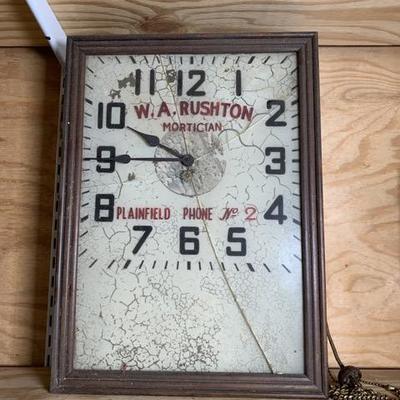 11 12 1
W. A. RUSHTON
10 MORTICIAN 2
9 3
8 PLAINFIELD PHONE No 2 4
7 6 5